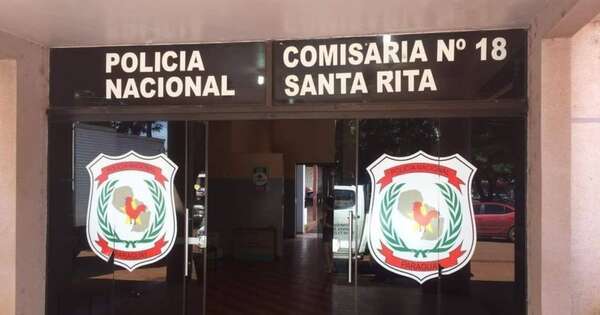 POLICIA
NACIONAL
COMISARIA Nº 18
SANTA RITA
POLICIA NACIONAL
PARAGUAY
POLICIA NACIONAL
PARAGUAY